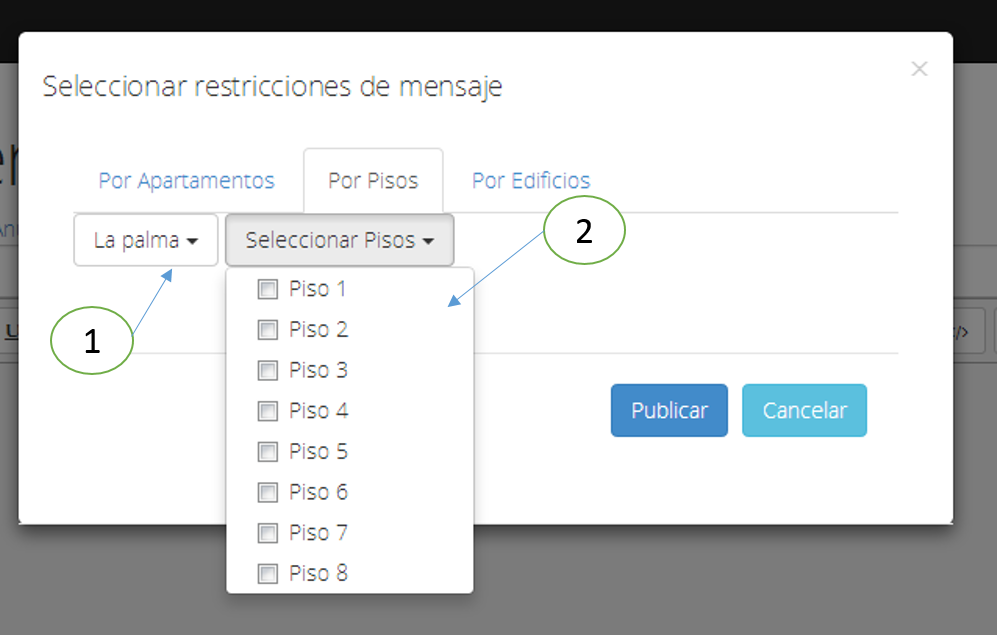 Seleccionar restricciones de mensaje
×
Por Apartamentos Por Pisos Por Edificios
La palma Seleccionar Pisos
2
Piso 1
Piso 2
1
Piso 3
Piso 4
Piso 5
Piso 6
Piso 7
Piso 8
Publicar Cancelar